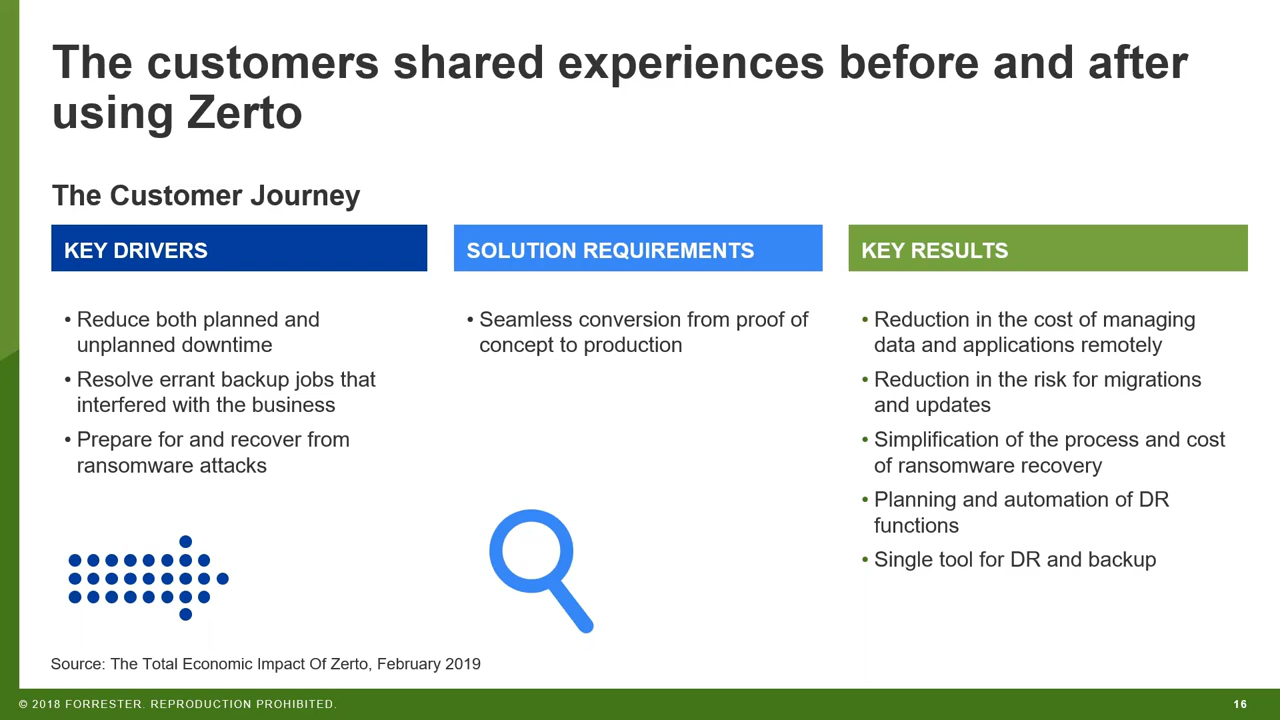 The customers shared experiences before and after
using Zerto
The Customer Journey
KEY DRIVERS
• Reduce both planned and
unplanned downtime
• Resolve errant backup jobs that
interfered with the business
• Prepare for and recover from
ransomware attacks
SOLUTION REQUIREMENTS
• Seamless conversion from proof of
concept to production
KEY RESULTS
• Reduction in the cost of managing
data and applications remotely
• Reduction in the risk for migrations
and updates
• Simplification of the process and cost
of ransomware recovery
• Planning and automation of DR
functions
• Single tool for DR and backup
Source: The Total Economic Impact Of Zerto, February 2019
© 2018 FORRESTER. REPRODUCTION PROHIBITED.
16